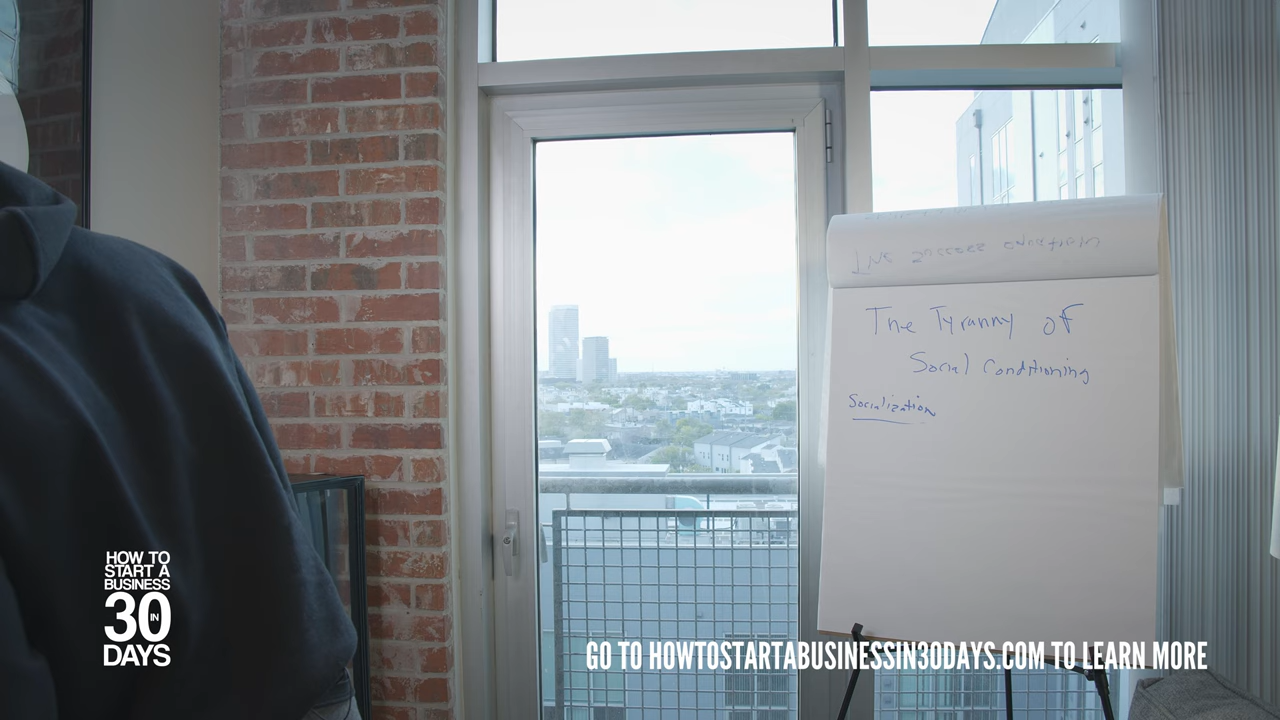 The Tyranny of
Social Conditioning
Socialization
HOW TO
START A
BUSINESS
30 IN
DAYS
GO TO HOWTOSTARTABUSINESSIN30DAYS.COM TO LEARN MORE